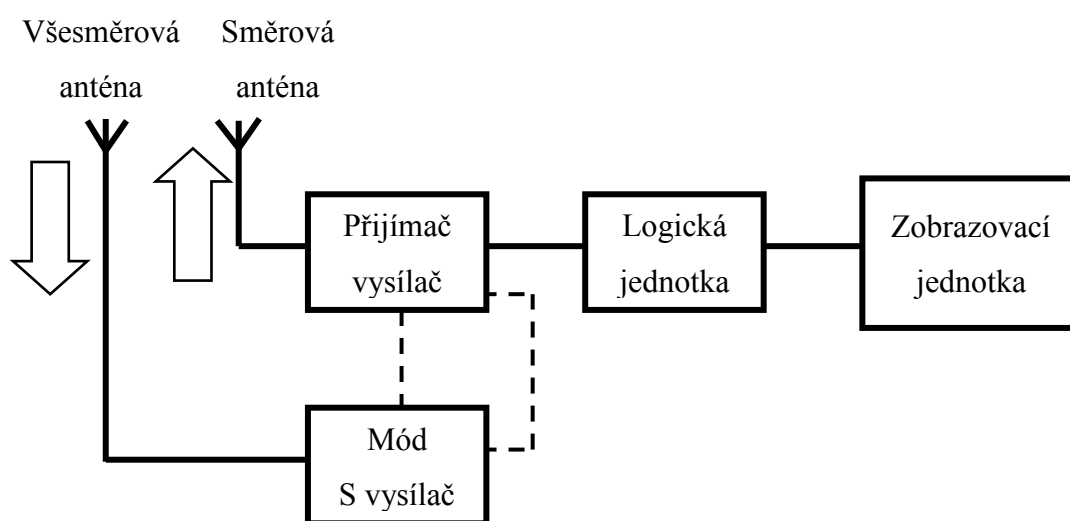 Všesměrová
anténa
Směrová
anténa
Přijímač
vysílač
Logická
jednotka
Zobrazovací
jednotka
Mód
S vysílač